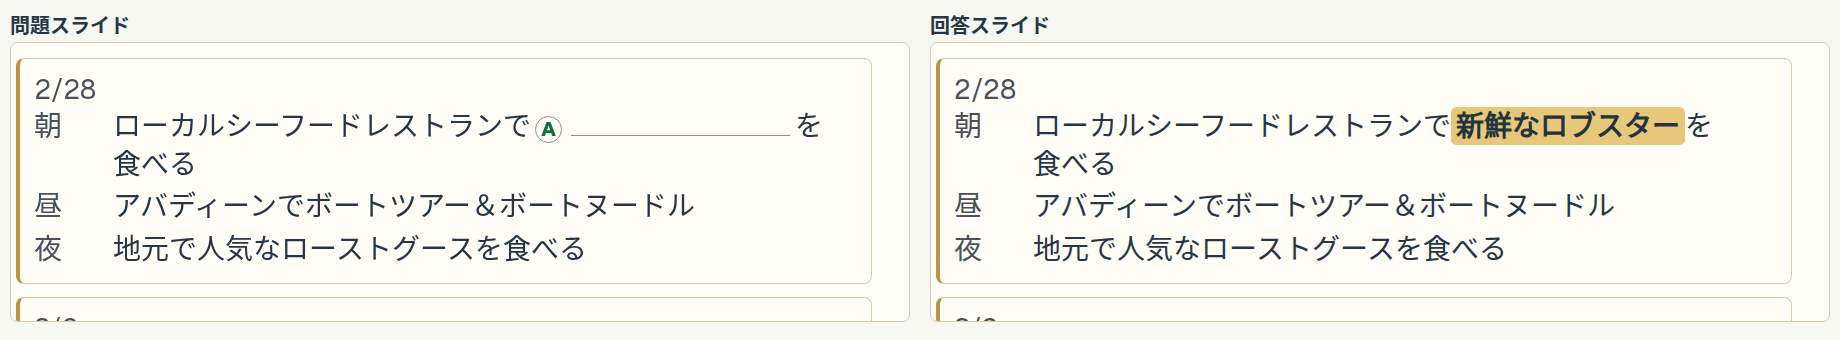 問題スライド
2/28
朝 ローカルシーフードレストランでⒶ を
食べる
昼 アバディーンでボートツアー＆ボートヌードル
夜 地元で人気なローストグースを食べる
回答スライド
2/28
朝 ローカルシーフードレストランで新鮮なロブスターを
食べる
昼 アバディーンでボートツアー＆ボートヌードル
夜 地元で人気なローストグースを食べる